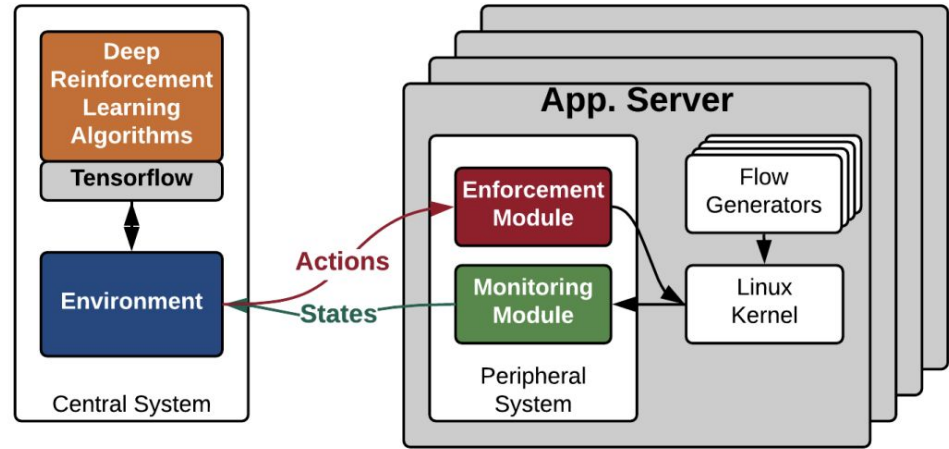 Deep
Reinforcement
Learning
Algorithms
Tensorflow
Environment
Central System
Actions
States
App. Server
Enforcement
Module
Monitoring
Module
Peripheral
System
Flow
Generators
Linux
Kernel